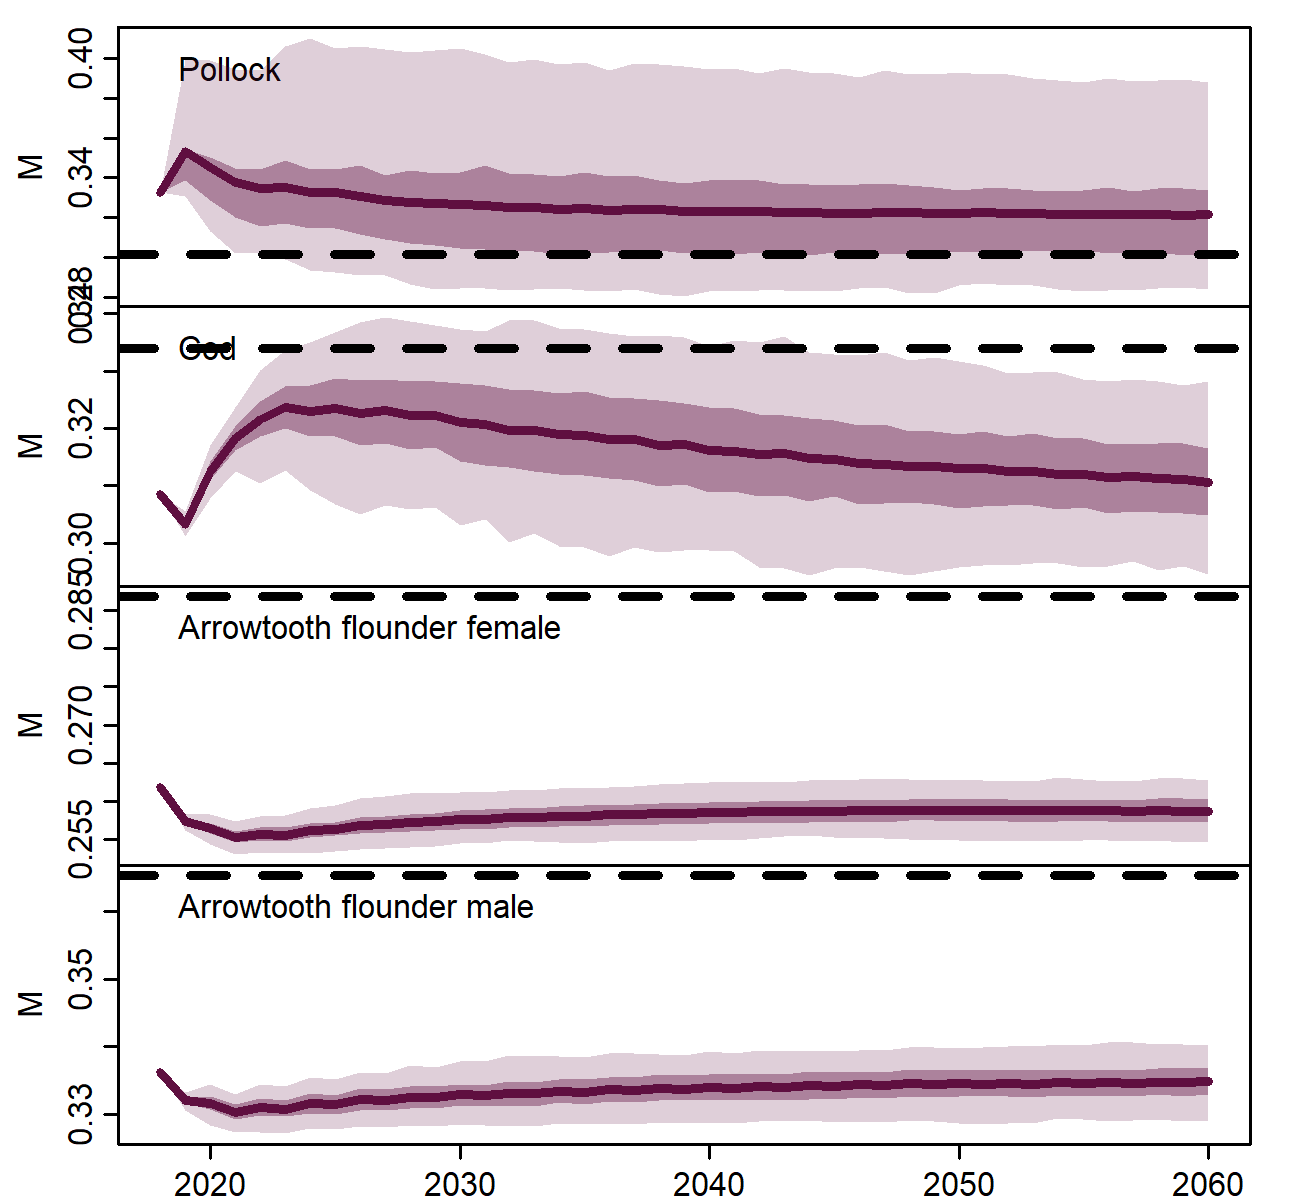 Pollock
M
0.40
0.34
0.28
Cod
M
0.34
0.32
0.30
Arrowtooth flounder female
M
0.285
0.270
0.255
Arrowtooth flounder male
M
0.35
0.33
2020 2030 2040 2050 2060